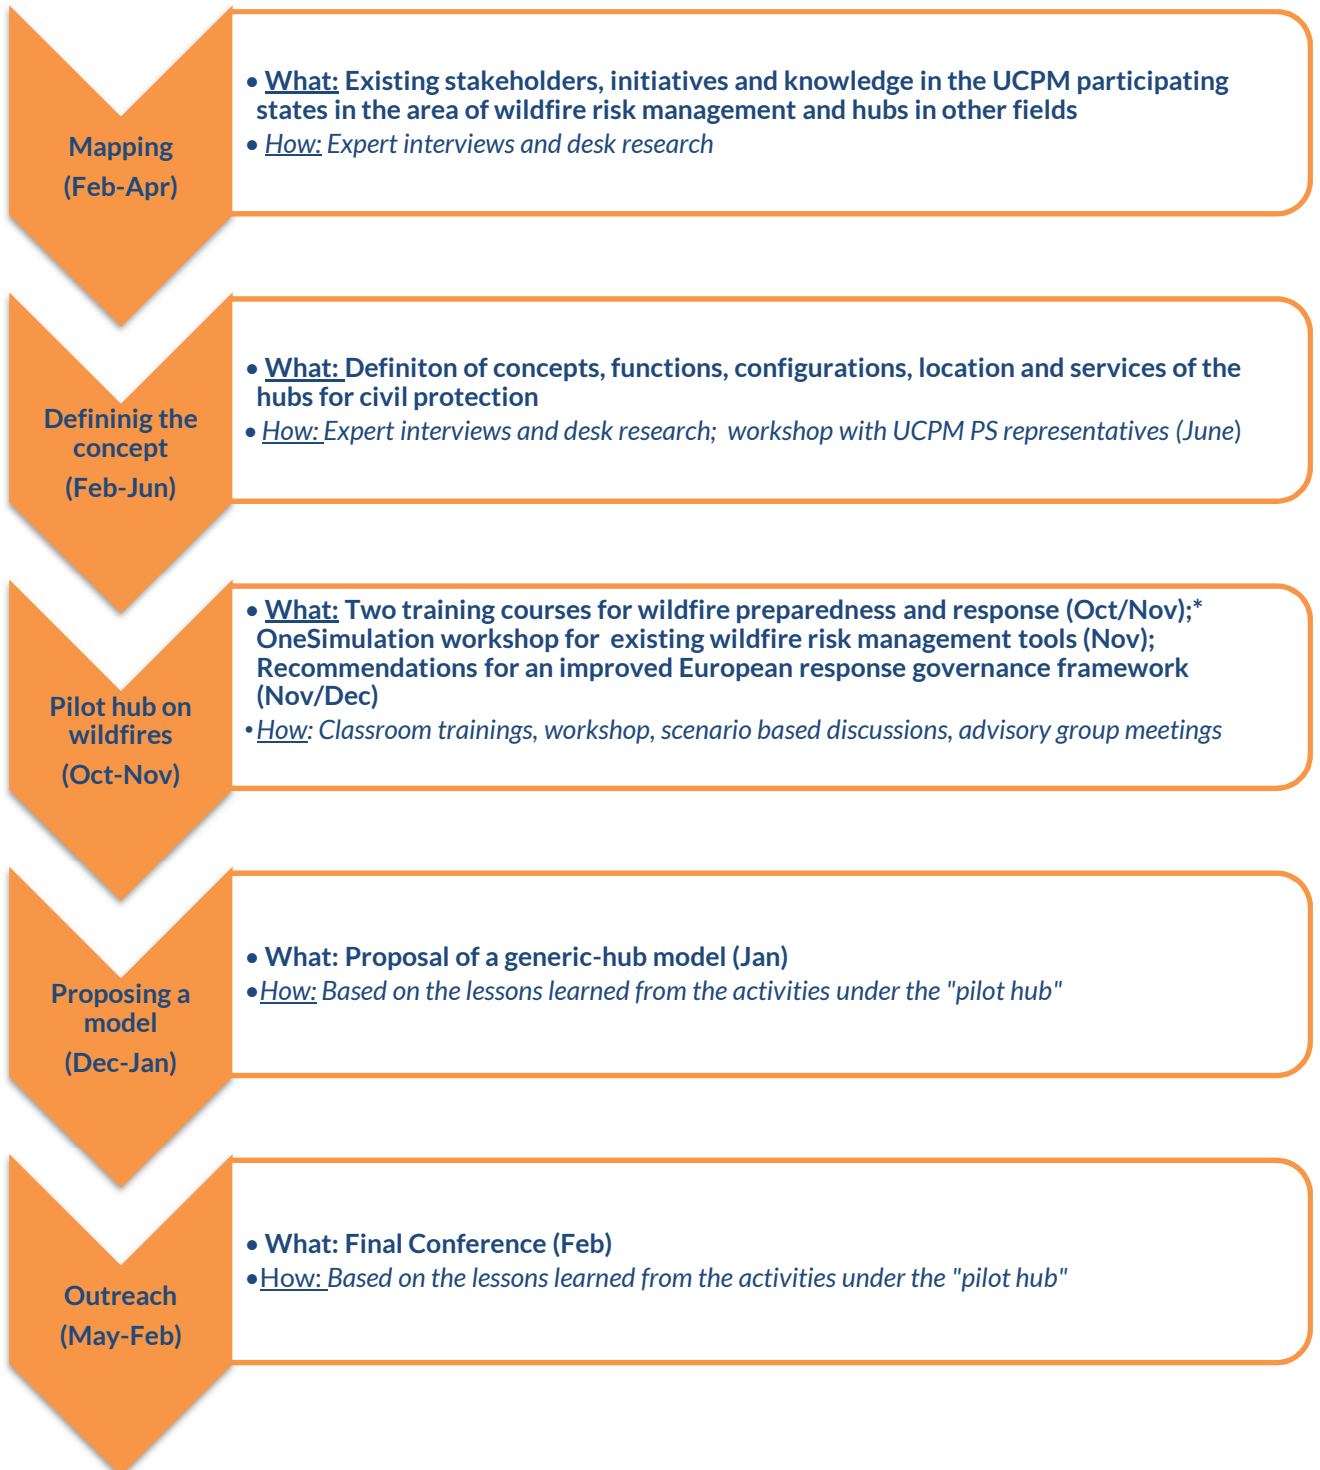 Mapping
(Feb-Apr)
• What: Existing stakeholders, initiatives and knowledge in the UCPM participating
states in the area of wildfire risk management and hubs in other fields
• How: Expert interviews and desk research
Defininig the
concept
(Feb-Jun)
• What: Definiton of concepts, functions, configurations, location and services of the
hubs for civil protection
• How: Expert interviews and desk research; workshop with UCPM PS representatives (June)
Pilot hub on
wildfires
(Oct-Nov)
• What: Two training courses for wildfire preparedness and response (Oct/Nov);*
OneSimulation workshop for existing wildfire risk management tools (Nov);
Recommendations for an improved European response governance framework
(Nov/Dec)
• How: Classroom trainings, workshop, scenario based discussions, advisory group meetings
Proposing a
model
(Dec-Jan)
• What: Proposal of a generic-hub model (Jan)
•How: Based on the lessons learned from the activities under the "pilot hub"
Outreach
(May-Feb)
• What: Final Conference (Feb)
•How: Based on the lessons learned from the activities under the "pilot hub"